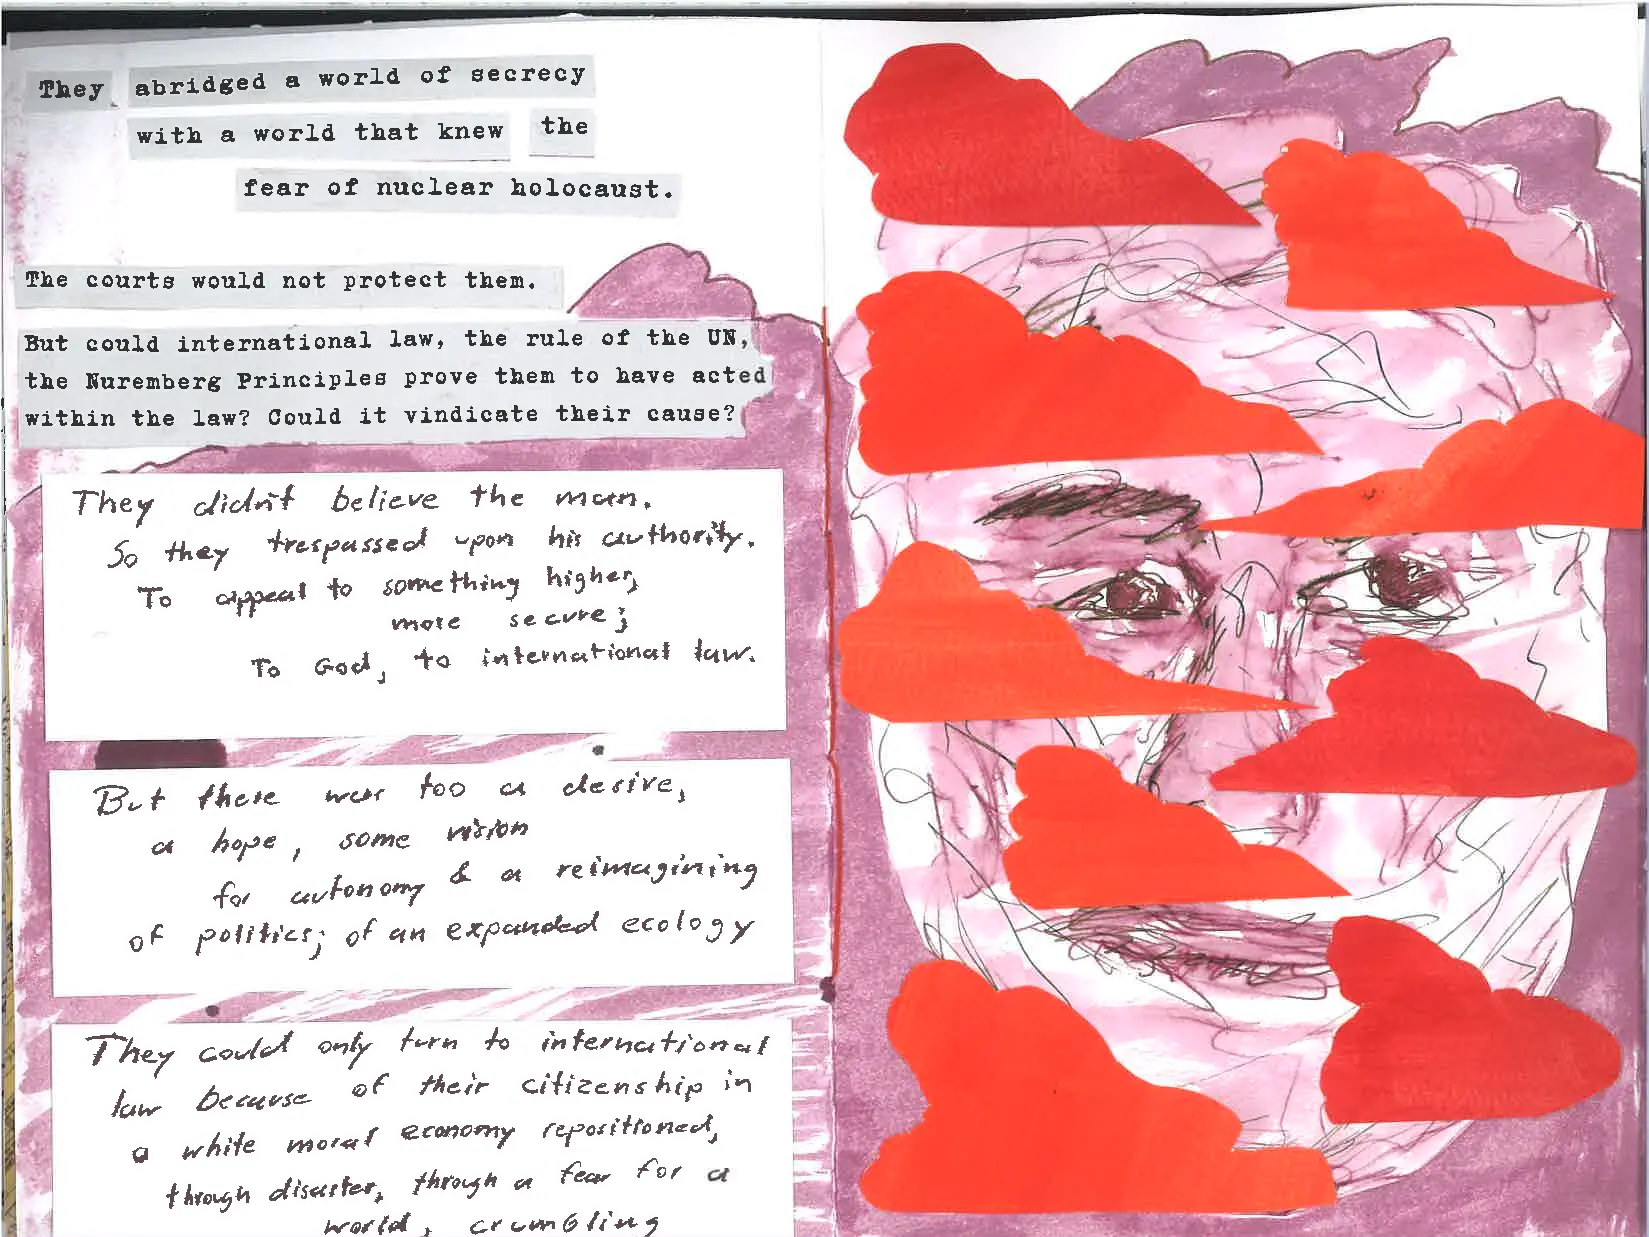 They abridged a world of secrecy
with a world that knew the
fear of nuclear holocaust.
The courts would not protect them.
But could international law, the rule of the UN,
the Nuremberg Principles prove them to have acted
within the law? Could it vindicate their cause?
They didn't believe the man.
So they trespassed upon his authority.
To appeal to something higher,
more secure;
To God, to international law.
But there was too a desire,
a hope, some vision
for autonomy & a reimagining
of politics; of an expanded ecology
They could only turn to international
law because of their citizenship in
a white moral economy repositioned,
through disaster, through a fear for a
world, crumbling